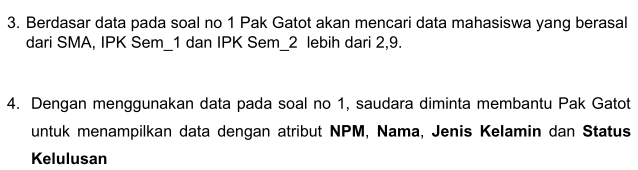 3. Berdasar data pada soal no 1 Pak Gatot akan mencari data mahasiswa yang berasal
dari SMA, IPK Sem_1 dan IPK Sem_2 lebih dari 2,9.
4. Dengan menggunakan data pada soal no 1, saudara diminta membantu Pak Gatot
untuk menampilkan data dengan atribut NPM, Nama, Jenis Kelamin dan Status
Kelulusan